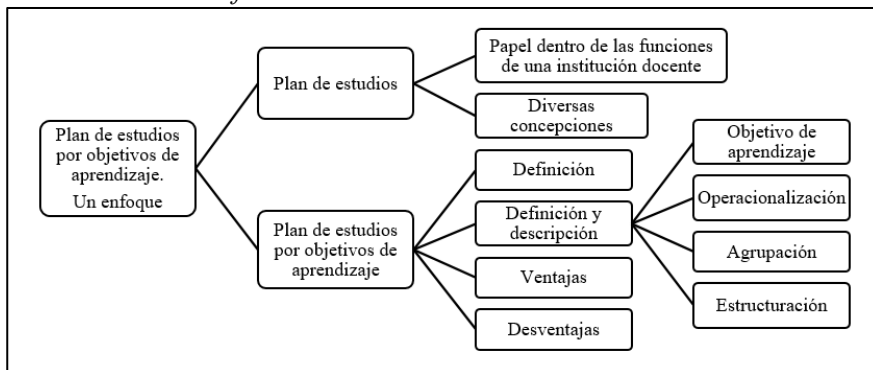 Plan de estudios
por objetivos de
aprendizaje.
Un enfoque
Plan de estudios
Papel dentro de las funciones
de una institución docente
Diversas
concepciones
Plan de estudios
por objetivos de
aprendizaje
Definición
Definición y
descripción
Ventajas
Desventajas
Objetivo de
aprendizaje
Operacionalización
Agrupación
Estructuración